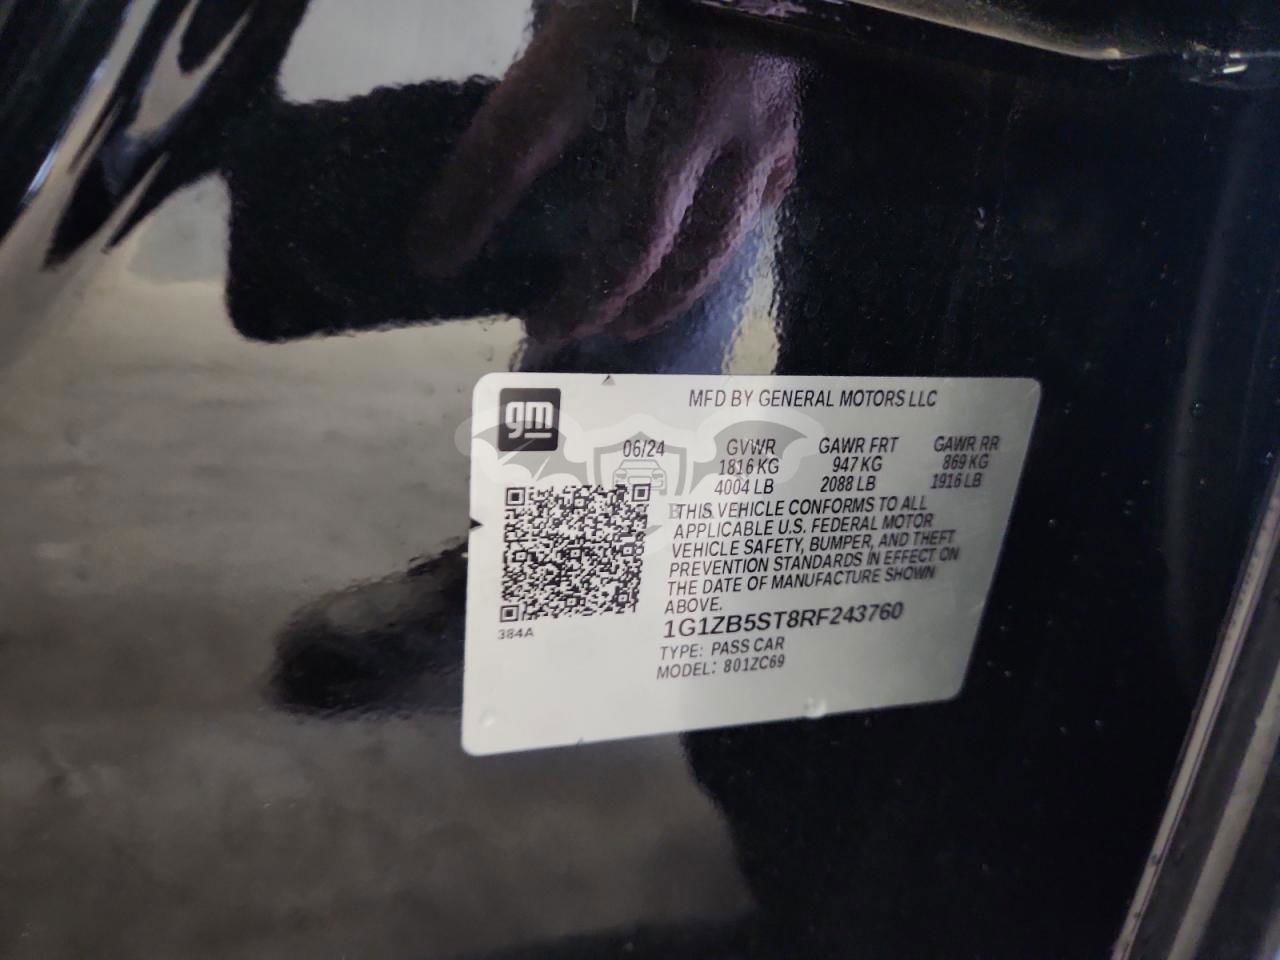 gm
MFD BY GENERAL MOTORS LLC
06/24 GVWR GAWR FRT GAWR RR
1816 KG 947 KG 869 KG
4004 LB 2088 LB 1916 LB
THIS VEHICLE CONFORMS TO ALL
APPLICABLE U.S. FEDERAL MOTOR
VEHICLE SAFETY, BUMPER, AND THEFT
PREVENTION STANDARDS IN EFFECT ON
THE DATE OF MANUFACTURE SHOWN
ABOVE.
384A
1G1ZB5ST8RF243760
TYPE: PASS CAR
MODEL: 801ZC69